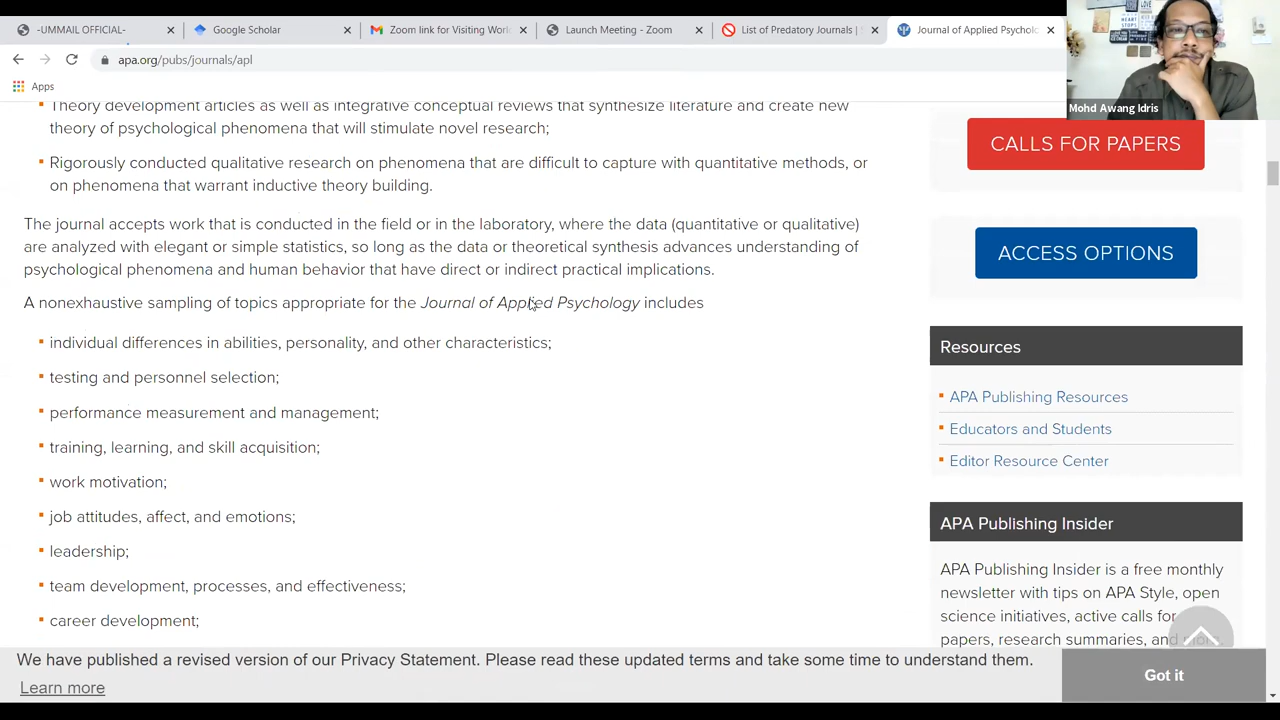 -UMMAIL OFFICIAL-
Google Scholar
Zoom link for Visiting Wor
Launch Meeting - Zoom
List of Predatory Journals
Journal of Applied Psycholo
apa.org/pubs/journals/apl
Apps
Mohd Awang Idris
Theory development articles as well as integrative conceptual reviews that synthesize literature and create new
theory of psychological phenomena that will stimulate novel research;
Rigorously conducted qualitative research on phenomena that are difficult to capture with quantitative methods, or
on phenomena that warrant inductive theory building.
The journal accepts work that is conducted in the field or in the laboratory, where the data (quantitative or qualitative)
are analyzed with elegant or simple statistics, so long as the data or theoretical synthesis advances understanding of
psychological phenomena and human behavior that have direct or indirect practical implications.
A nonexhaustive sampling of topics appropriate for the Journal of Applied Psychology includes
individual differences in abilities, personality, and other characteristics;
testing and personnel selection;
performance measurement and management;
training, learning, and skill acquisition;
work motivation;
job attitudes, affect, and emotions;
leadership;
team development, processes, and effectiveness;
career development;
CALLS FOR PAPERS
ACCESS OPTIONS
Resources
APA Publishing Resources
Educators and Students
Editor Resource Center
APA Publishing Insider
APA Publishing Insider is a free monthly
newsletter with tips on APA Style, open
science initiatives, active calls for
papers, research summaries, and more.
We have published a revised version of our Privacy Statement. Please read these updated terms and take some time to understand them.
Learn more
Got it